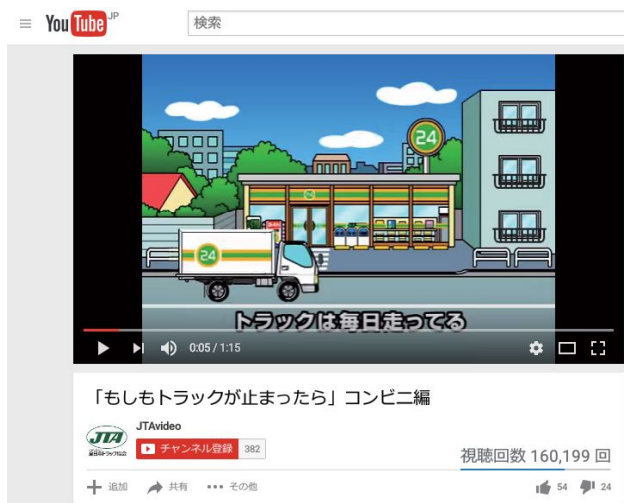 YouTube JP
検索
24
24
24
トラックは毎日走ってる
0:05 / 1:15
「もしもトラックが止まったら」コンビニ編
JTAvideo
JTA
チャンネル登録 382
視聴回数 160,199 回
追加 共有 ••• その他 54 24